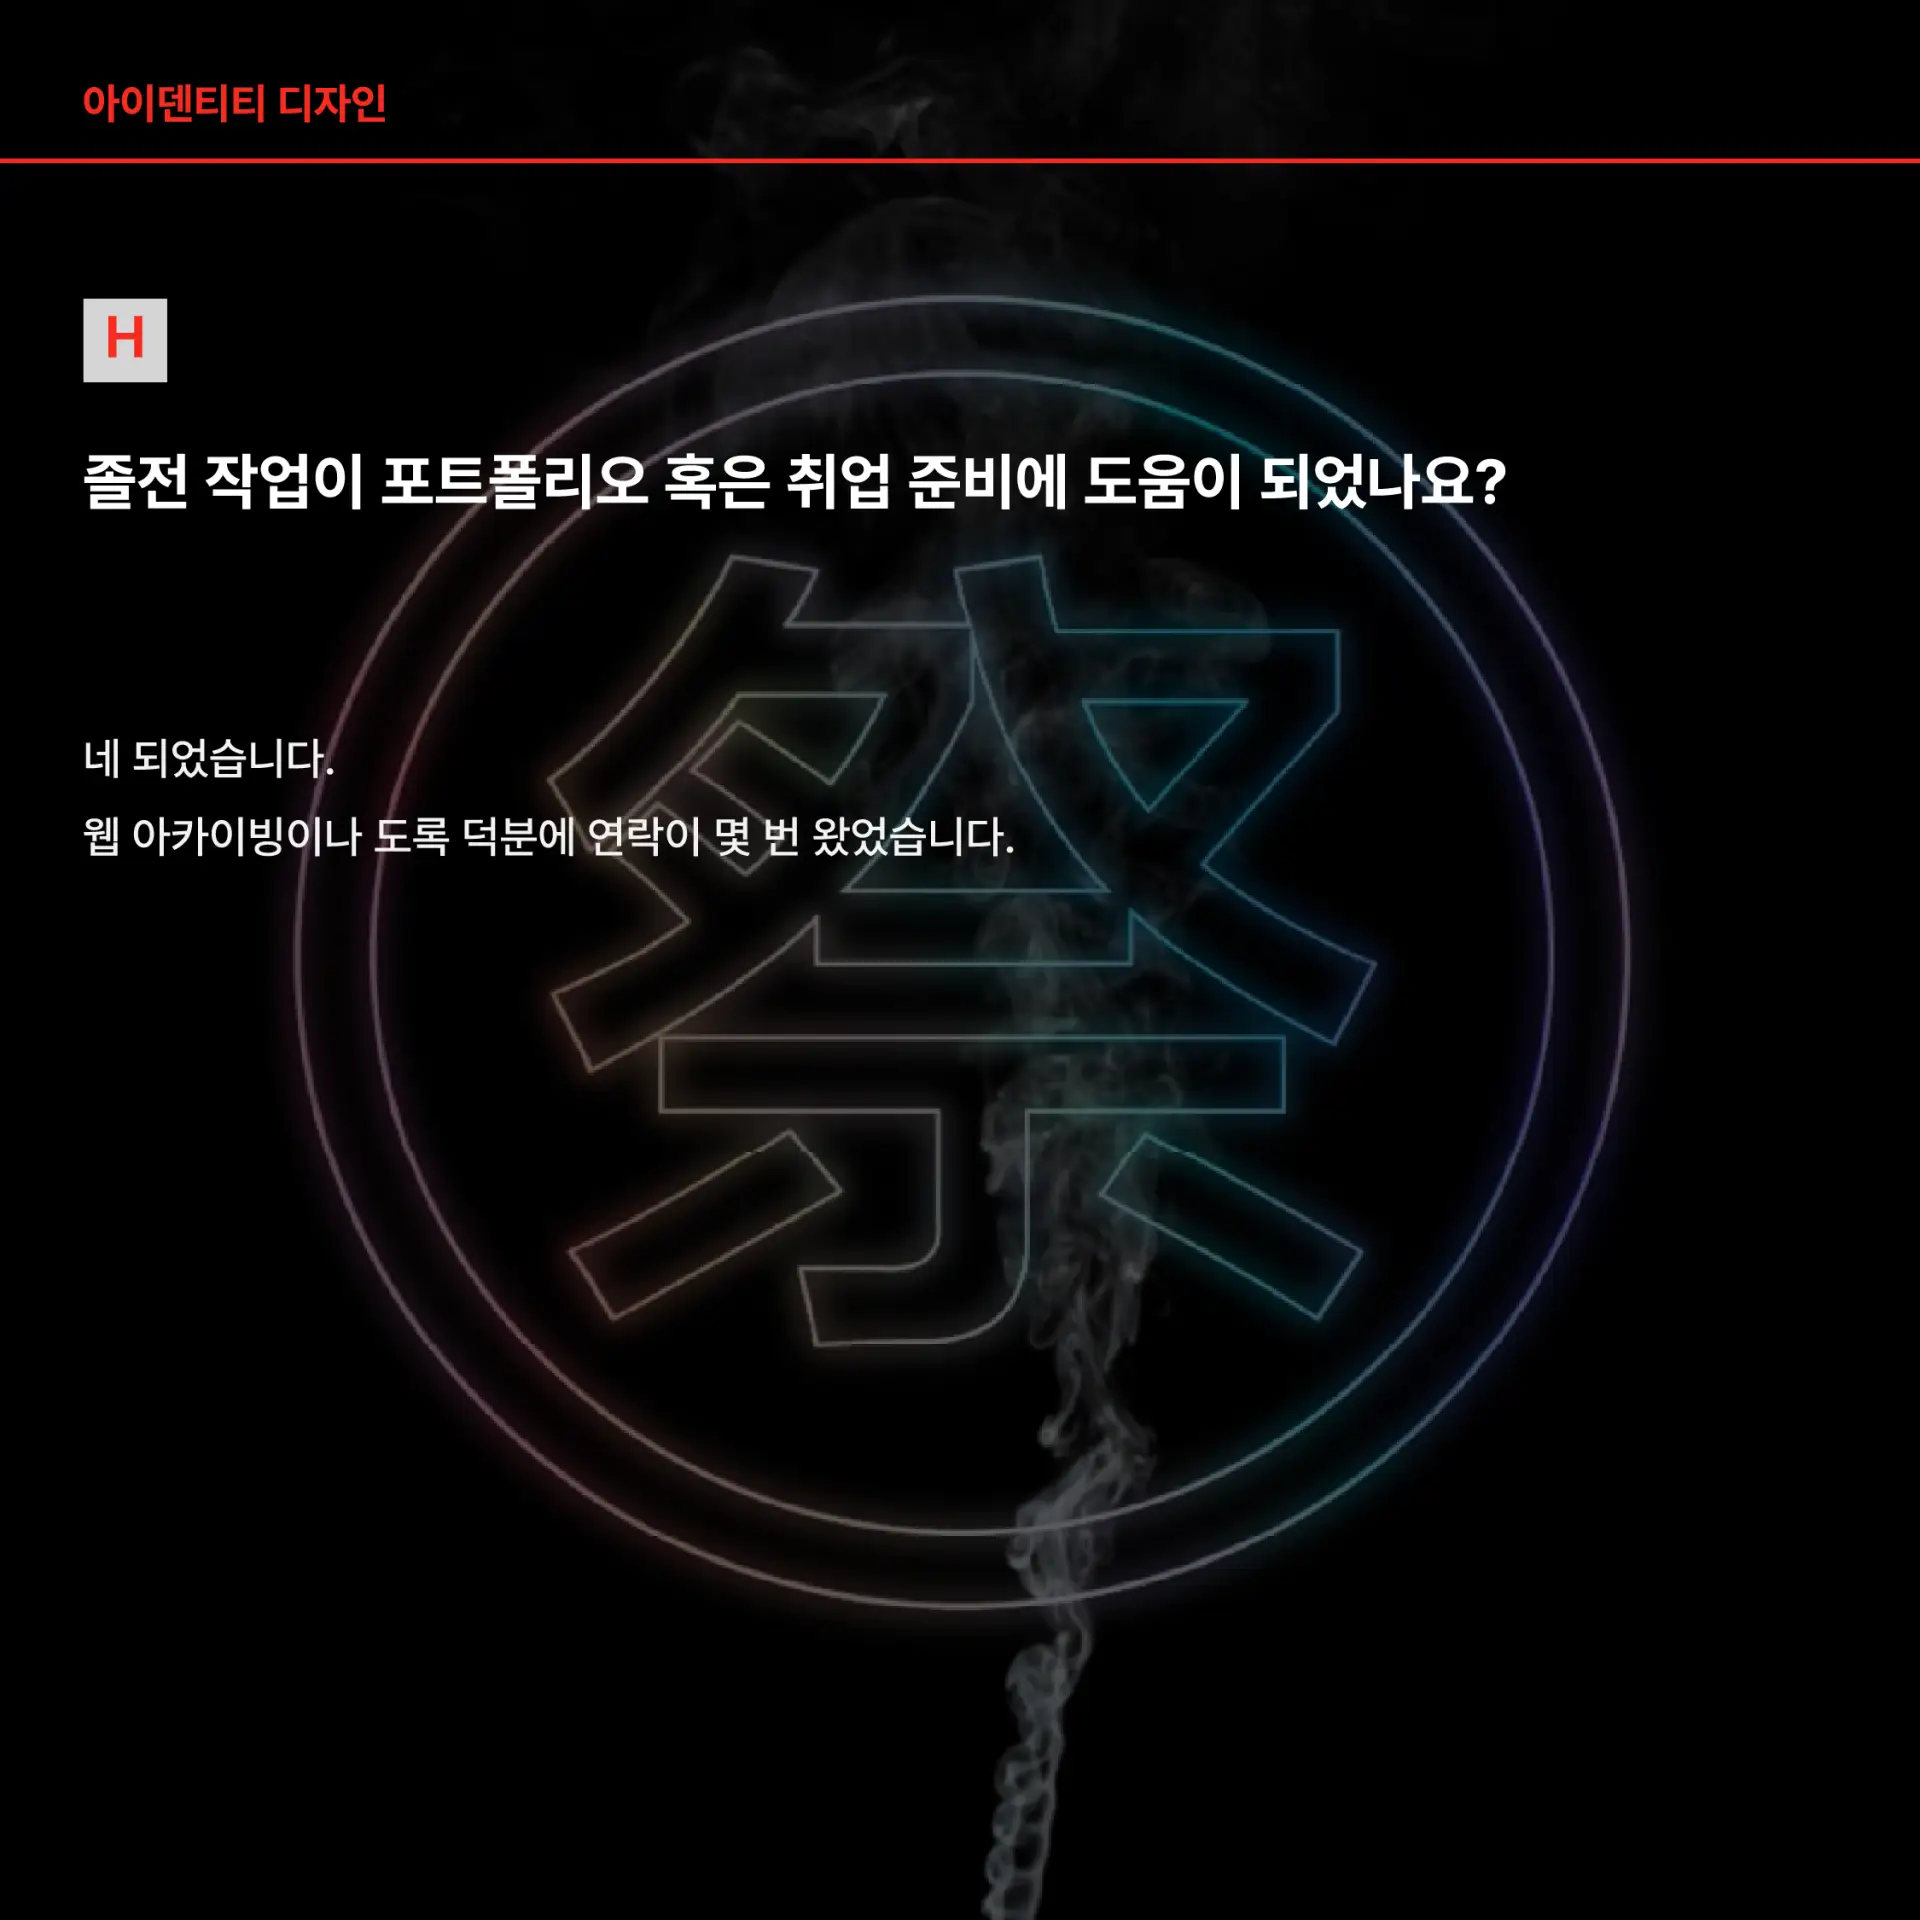 아이덴티티 디자인
H
졸전 작업이 포트폴리오 혹은 취업 준비에 도움이 되었나요?
네 되었습니다.
웹 아카이빙이나 도록 덕분에 연락이 몇 번 왔었습니다.
祭